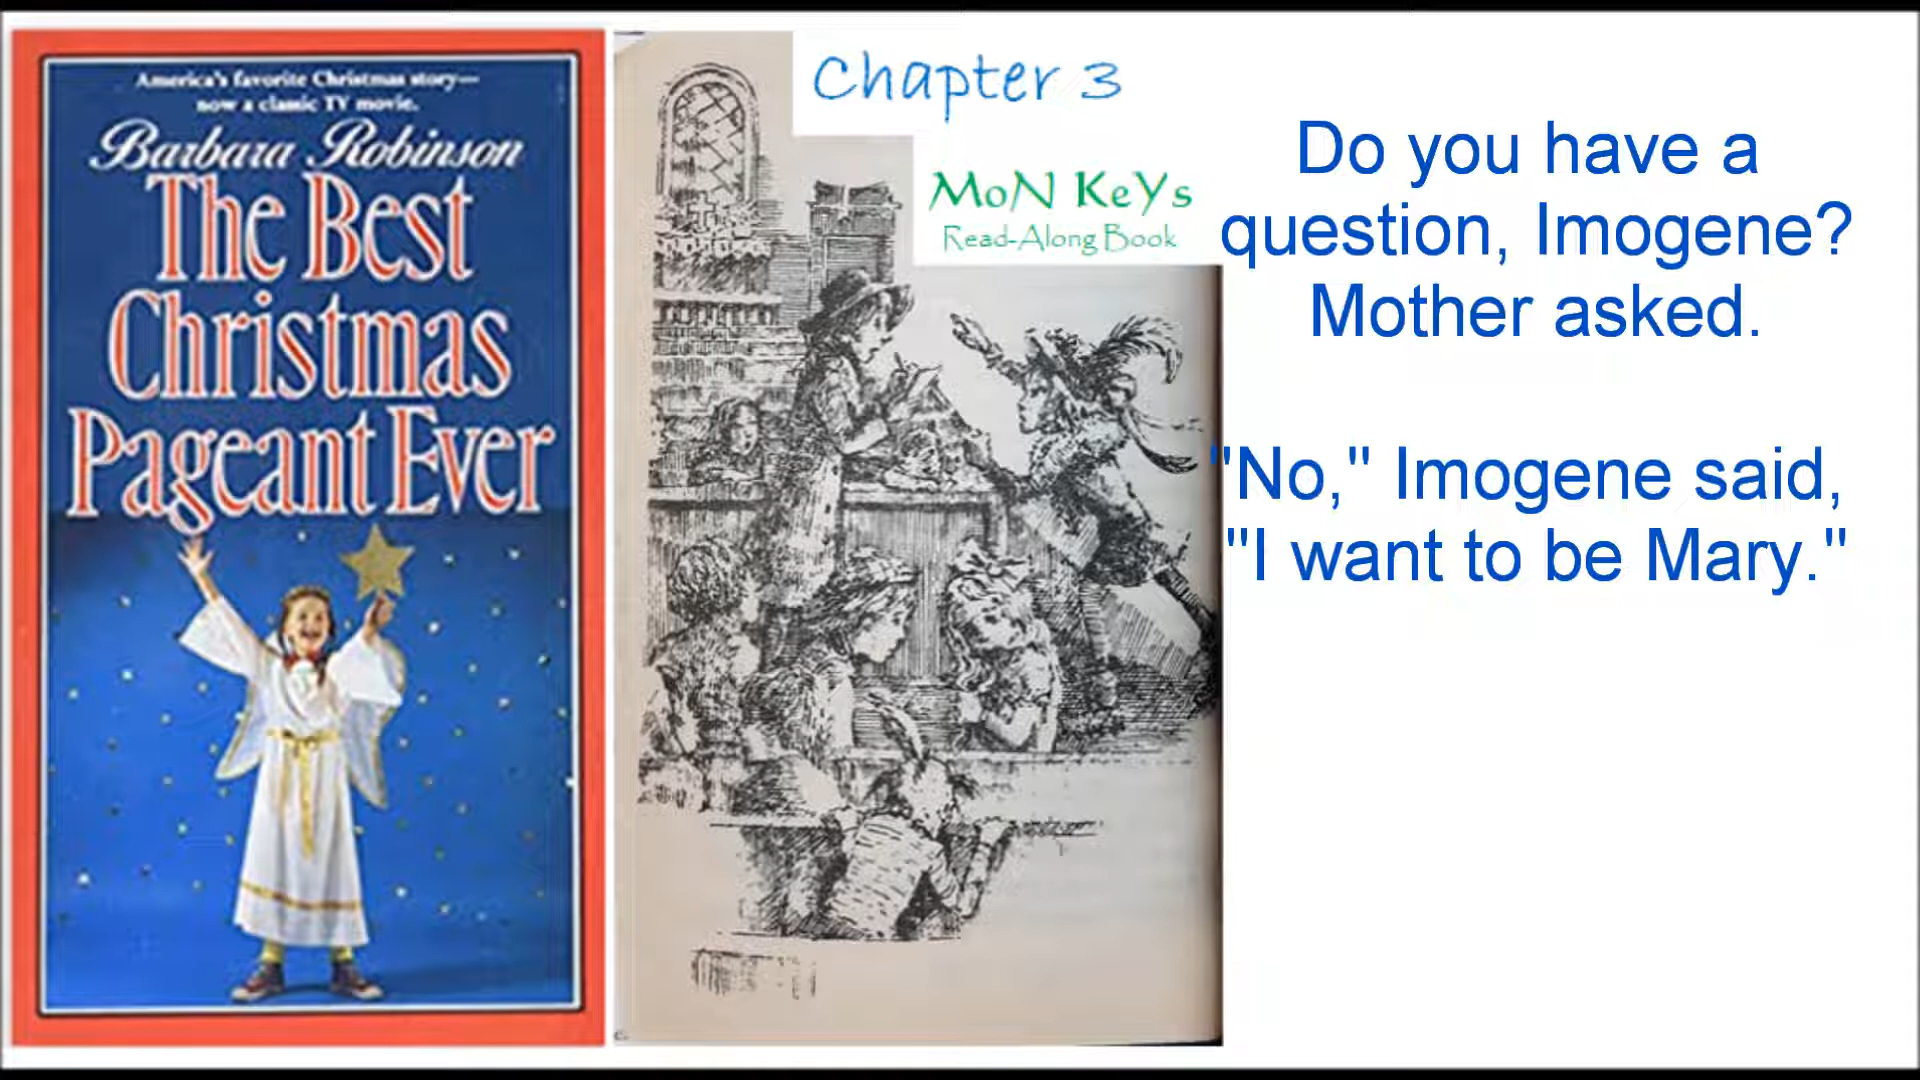 America's favorite Christmas story—
now a classic TV movie.
Barbara Robinson
The Best
Christmas
Pageant Ever
Chapter 3
MoN KeYs
Read-Along Book
Do you have a
question, Imogene?
Mother asked.
"No," Imogene said,
"I want to be Mary."